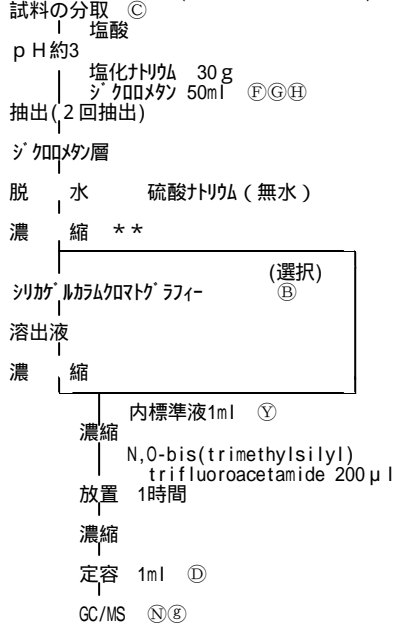 試料の分取 Ⓒ
塩酸
ｐＨ約3
塩化ﾅﾄﾘｳﾑ 30ｇ
ｼﾞｸﾛﾛﾒﾀﾝ 50ml ⒻⒼⒽ
抽出(２回抽出)
ｼﾞｸﾛﾛﾒﾀﾝ層
脱 水 硫酸ﾅﾄﾘｳﾑ（無水）
濃 縮 ＊＊
(選択)
ｼﾘｶｹﾞﾙｶﾗﾑｸﾛﾏﾄｸﾞﾗﾌｨｰ Ⓑ
溶出液
濃 縮
内標準液1ml Ⓨ
濃縮
N,O-bis(trimethylsilyl)
trifluoroacetamide 200μl
放置 1時間
濃縮
定容 1ml Ⓓ
GC/MS Ⓝⓖ